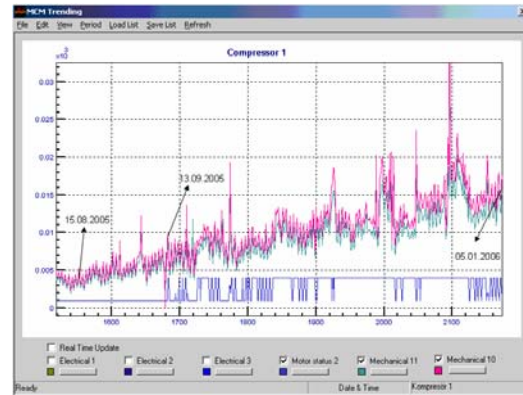 MCM Trending
File Edit View Period Load List Save List Refresh
Compressor 1
x10
3
0.03
0.025
0.02
0.015
0.01
0.005
0
15.08.2005
13.09.2005
05.01.2006
1600 1700 1800 1900 2000 2100
Real Time Update
Electrical 1 Electrical 2 Electrical 3 Motor status 2 Mechanical 11 Mechanical 10
Ready Date & Time Kompresör 1